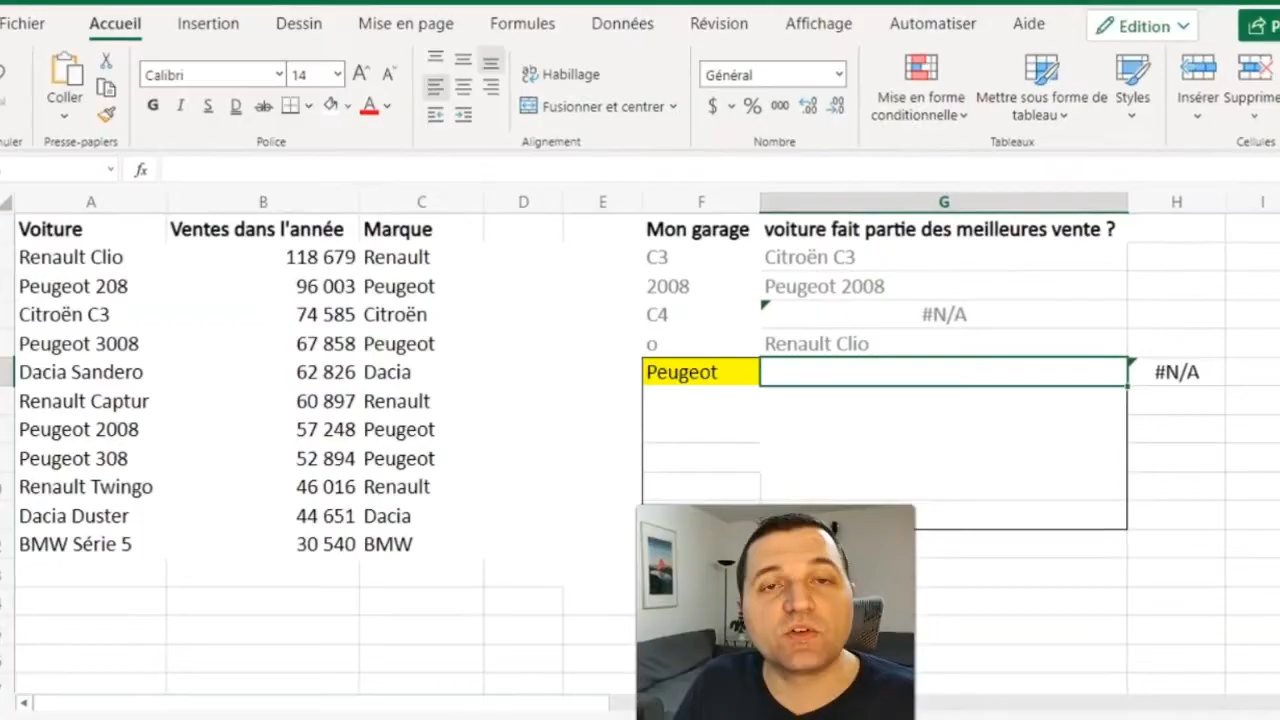 Fichier Accueil Insertion Dessin Mise en page Formules Données Révision Affichage Automatiser Aide Edition
Coller
Calibri 14
G I S D ab A
Habillage
Fusionner et centrer
Général
$ % 000
Mise en forme conditionnelle
Mettre sous forme de tableau
Styles
Insérer
Supprime
Presse-papiers Police Alignement Nombre Tableaux Cellules
fx
A B C D E F G H I
Voiture Ventes dans l'année Marque Mon garage voiture fait partie des meilleures vente ?
Renault Clio 118 679 Renault C3 Citroën C3
Peugeot 208 96 003 Peugeot 2008 Peugeot 2008
Citroën C3 74 585 Citroën C4 #N/A
Peugeot 3008 67 858 Peugeot o Renault Clio
Dacia Sandero 62 826 Dacia Peugeot #N/A
Renault Captur 60 897 Renault
Peugeot 2008 57 248 Peugeot
Peugeot 308 52 894 Peugeot
Renault Twingo 46 016 Renault
Dacia Duster 44 651 Dacia
BMW Série 5 30 540 BMW